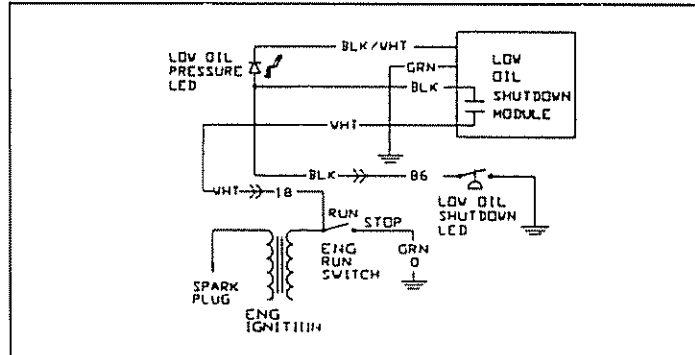 BLK/WHT
LOW OIL
PRESSURE
LED
GRN
BLK
LOW
OIL
SHUTDOWN
MODULE
WHT
BLK
86
WHT
18
LOW OIL
SHUTDOWN
LED
RUN
STOP
ENG
RUN
SWITCH
GRN
0
SPARK
PLUG
ENG
IGNITION